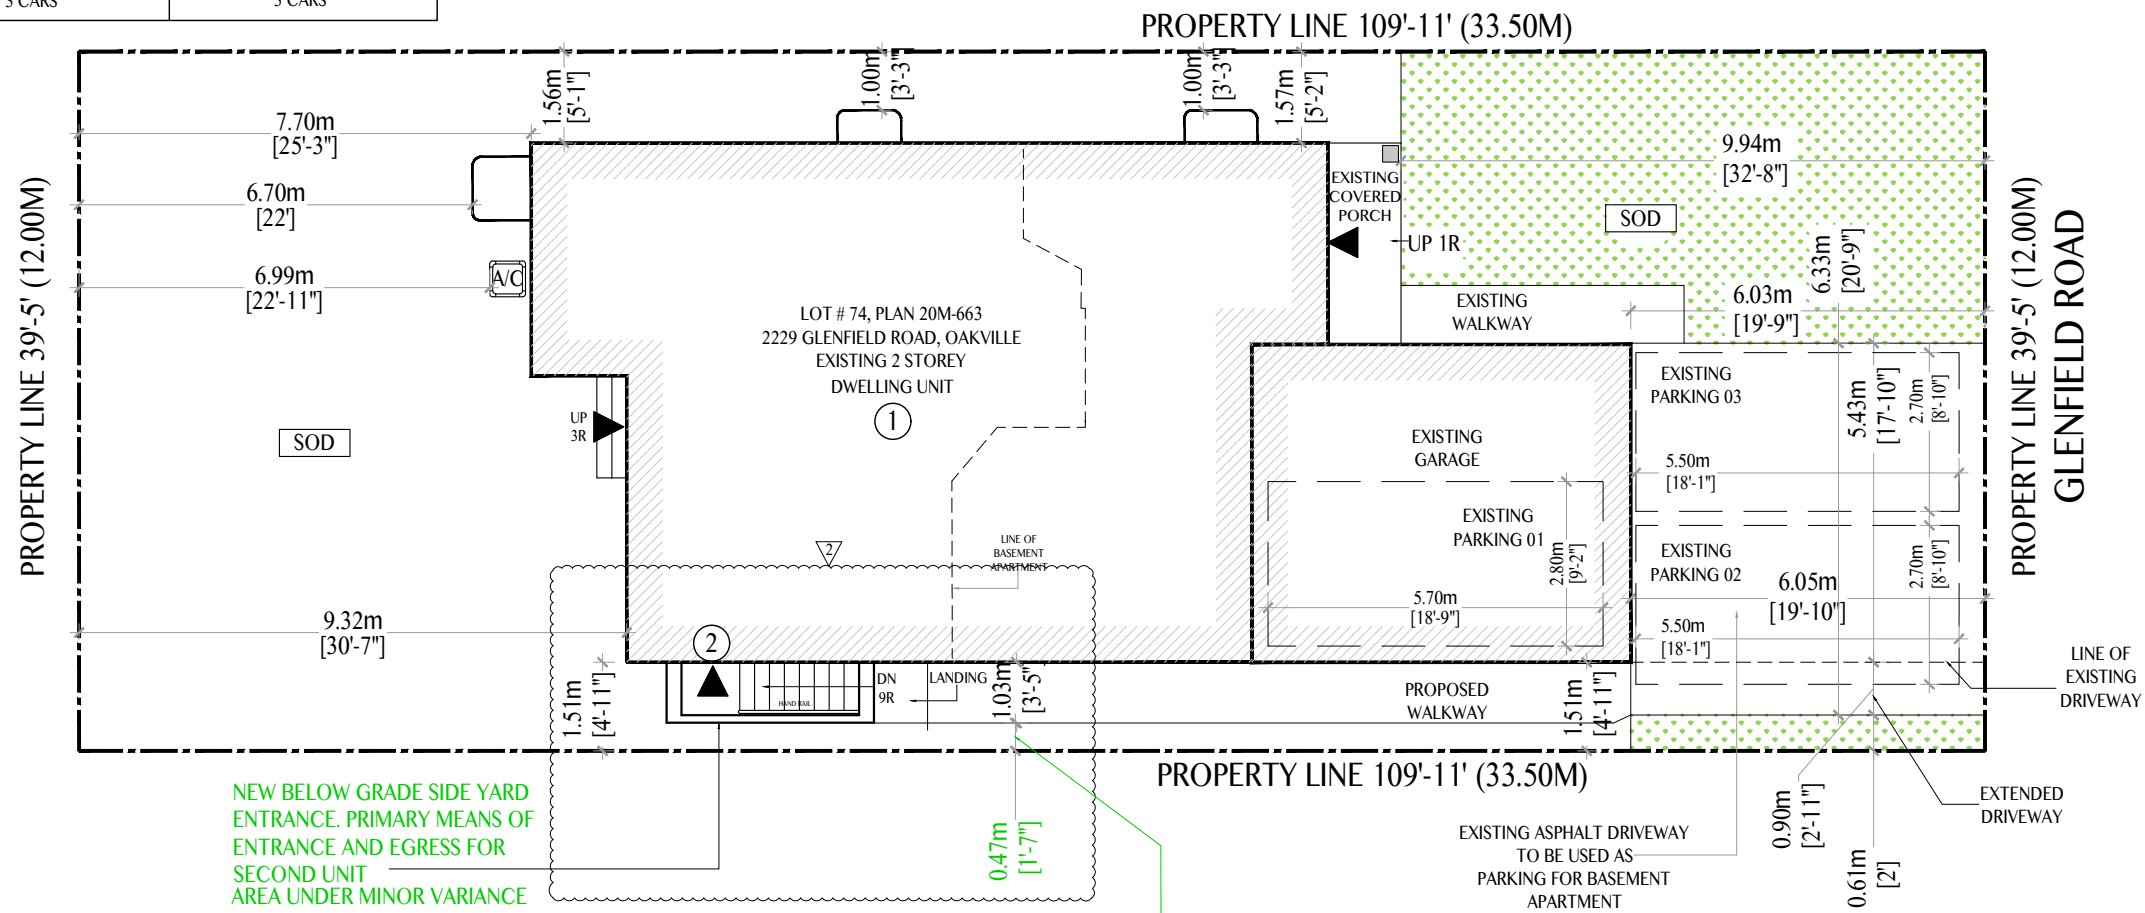 3 CARS
3 CARS
PROPERTY LINE 109'-11' (33.50M)
1.56m
[5'-1"]
1.00m
[3'-3"]
1.00m
[3'-3"]
1.57m
[5'-2"]
7.70m
[25'-3"]
6.70m
[22']
6.99m
[22'-11"]
A/C
PROPERTY LINE 39'-5' (12.00M)
EXISTING
COVERED
PORCH
UP 1R
9.94m
[32'-8"]
SOD
6.33m
[20'-9"]
EXISTING
WALKWAY
6.03m
[19'-9"]
PROPERTY LINE 39'-5' (12.00M)
GLENFIELD ROAD
LOT # 74, PLAN 20M-663
2229 GLENFIELD ROAD, OAKVILLE
EXISTING 2 STOREY
DWELLING UNIT
1
UP
3R
SOD
EXISTING
GARAGE
EXISTING
PARKING 01
2.80m
[9'-2"]
5.70m
[18'-9"]
EXISTING
PARKING 03
5.43m
[17'-10"]
2.70m
[8'-10"]
5.50m
[18'-1"]
EXISTING
PARKING 02
2.70m
[8'-10"]
6.05m
[19'-10"]
5.50m
[18'-1"]
2
LINE OF
BASEMENT
APARTMENT
9.32m
[30'-7"]
2
1.51m
[4'-11"]
HAND RAIL
DN
9R
LANDING
1.03m
[3'-5"]
PROPOSED
WALKWAY
1.51m
[4'-11"]
LINE OF
EXISTING
DRIVEWAY
PROPERTY LINE 109'-11' (33.50M)
NEW BELOW GRADE SIDE YARD
ENTRANCE. PRIMARY MEANS OF
ENTRANCE AND EGRESS FOR
SECOND UNIT
AREA UNDER MINOR VARIANCE
0.47m
[1'-7"]
EXISTING ASPHALT DRIVEWAY
TO BE USED AS
PARKING FOR BASEMENT
APARTMENT
0.90m
[2'-11"]
0.61m
[2']
EXTENDED
DRIVEWAY